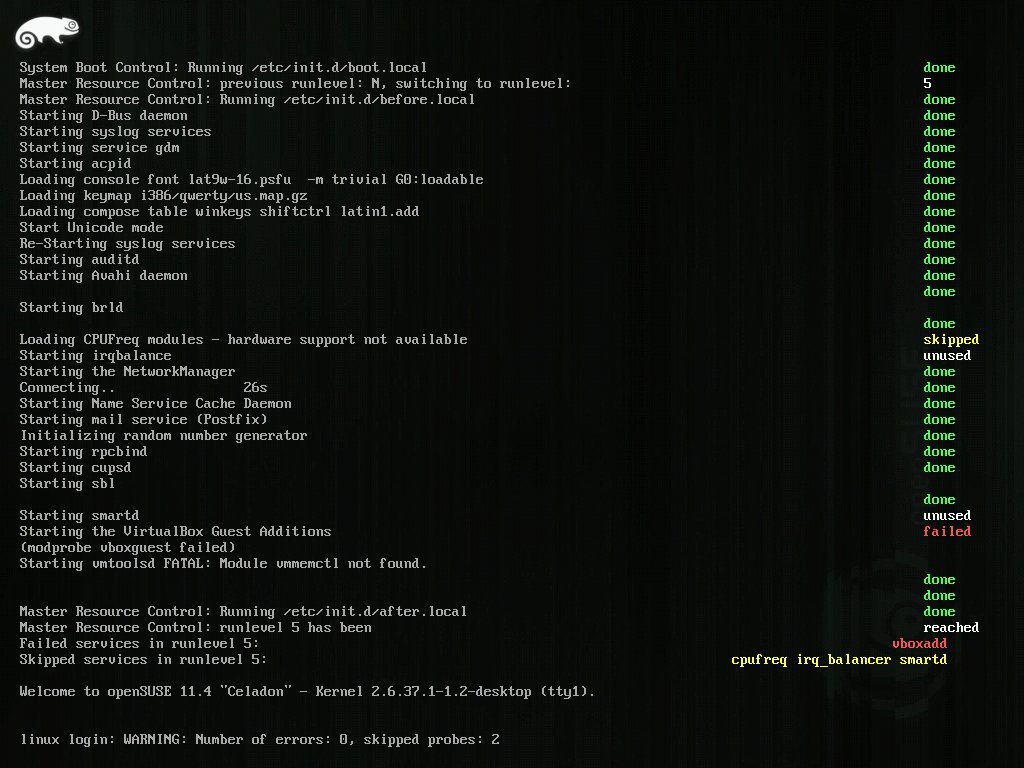 System Boot Control: Running /etc/init.d/boot.local done
Master Resource Control: previous runlevel: N, switching to runlevel: 5
Master Resource Control: Running /etc/init.d/before.local done
Starting D-Bus daemon done
Starting syslog services done
Starting service gdm done
Starting acpid done
Loading console font lat9w-16.psfu  -m trivial G0:loadable done
Loading keymap i386/qwerty/us.map.gz done
Loading compose table winkeys shiftctrl latin1.add done
Start Unicode mode done
Re-Starting syslog services done
Starting auditd done
Starting Avahi daemon done
done
Starting brld
done
Loading CPUFreq modules - hardware support not available skipped
Starting irqbalance unused
Starting the NetworkManager done
Connecting.. 26s done
Starting Name Service Cache Daemon done
Starting mail service (Postfix) done
Initializing random number generator done
Starting rpcbind done
Starting cupsd done
Starting sbl
done
Starting smartd unused
Starting the VirtualBox Guest Additions failed
(modprobe vboxguest failed)
Starting vmtoolsd FATAL: Module vmmemctl not found.
done
done
Master Resource Control: Running /etc/init.d/after.local done
Master Resource Control: runlevel 5 has been reached
Failed services in runlevel 5: vboxadd
Skipped services in runlevel 5: cpufreq irq_balancer smartd
Welcome to openSUSE 11.4 "Celadon" - Kernel 2.6.37.1-1.2-desktop (tty1).
linux login: WARNING: Number of errors: 0, skipped probes: 2